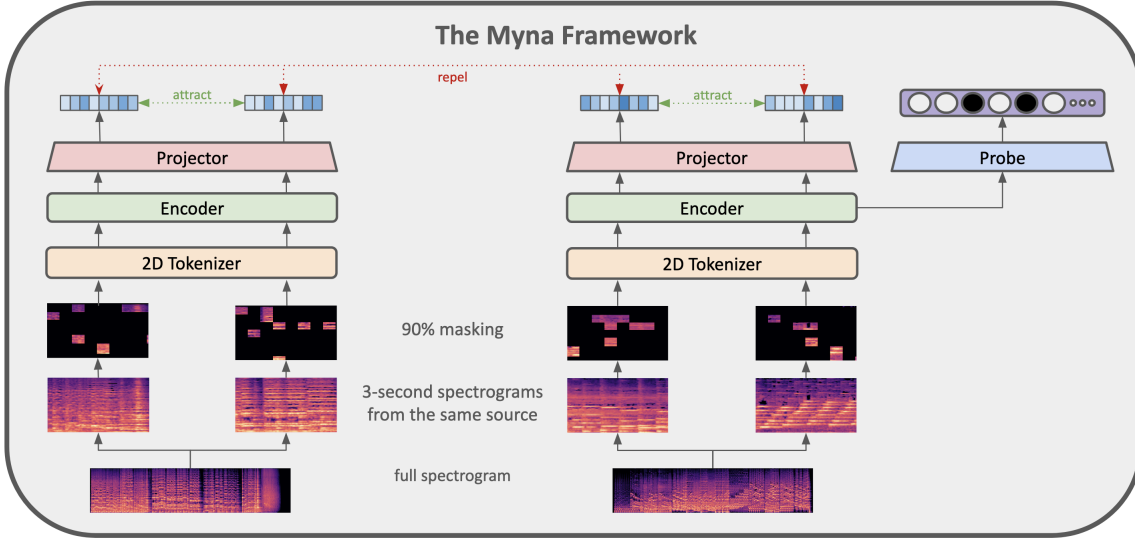 The Myna Framework
repel
attract
attract
Projector
Projector
Probe
Encoder
Encoder
2D Tokenizer
2D Tokenizer
90% masking
3-second spectrograms
from the same source
full spectrogram